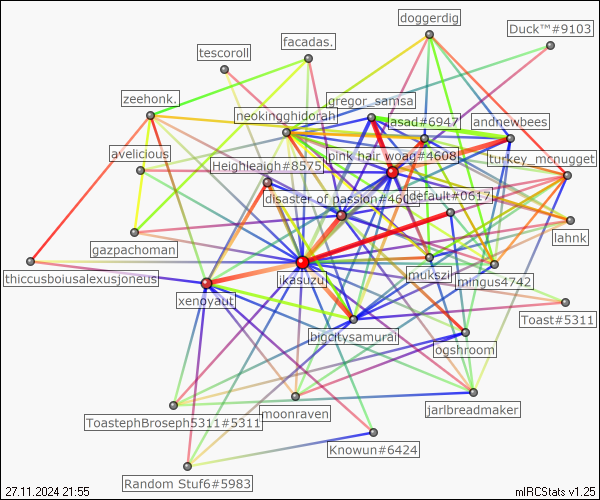 doggerdig
Duck™#9103
facadas.
tescoroll
zeehonk.
gregor_samsa
neokingghidorah
asad#6947
andnewbees
avelicious
pink hair woag#4608
turkey_mcnugget
Heighleaigh#8575
disaster of passion#460
default#0617
lahnk
gazpachoman
thiccusboiusalexusjoneus
ikasuzu
mukszi
mingus4742
xenoyaut
Toast#5311
bigcitysamurai
ogshroom
ToastephBroseph5311#5311
moonraven
jarlbreadmaker
Knowun#6424
Random Stuf6#5983
27.11.2024 21:55
mIRCStats v1.25